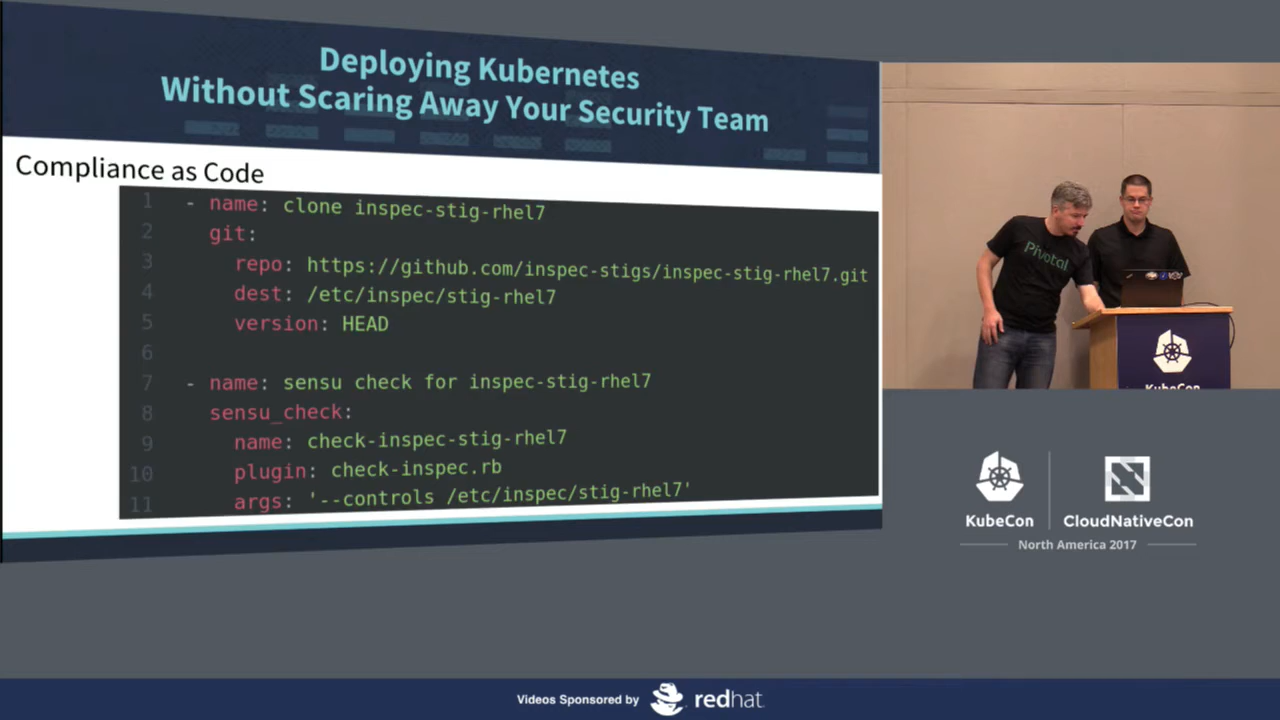 Deploying Kubernetes
Without Scaring Away Your Security Team
Compliance as Code
1 - name: clone inspec-stig-rhel7
2 git:
3 repo: https://github.com/inspec-stigs/inspec-stig-rhel7.git
4 dest: /etc/inspec/stig-rhel7
5 version: HEAD
6
7 - name: sensu check for inspec-stig-rhel7
8 sensu_check:
9 name: check-inspec-stig-rhel7
10 plugin: check-inspec.rb
11 args: '--controls /etc/inspec/stig-rhel7'
Pivotal
KubeCon
KubeCon
CloudNativeCon
North America 2017
Videos Sponsored by
redhat